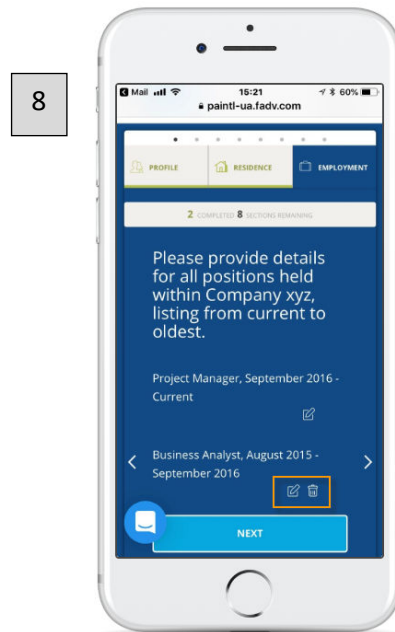 8
Mail 15:21 60%
paintl-ua.fadv.com
PROFILE RESIDENCE EMPLOYMENT
2 COMPLETED 8 SECTIONS REMAINING
Please provide details
for all positions held
within Company xyz,
listing from current to
oldest.
Project Manager, September 2016 -
Current
Business Analyst, August 2015 -
September 2016
NEXT